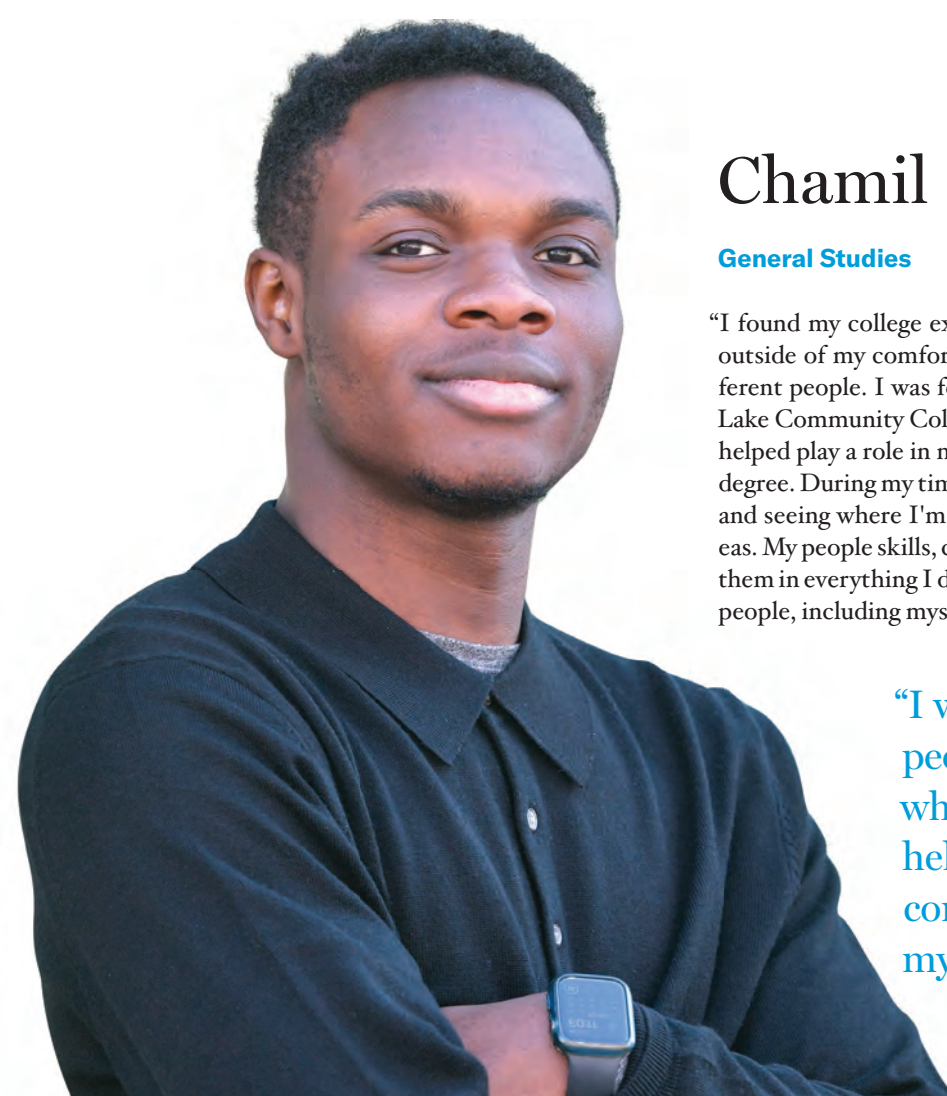 Chamil
General Studies
“I found my college ex
outside of my comfor
ferent people. I was f
Lake Community Col
helped play a role in
degree. During my tim
and seeing where I'm
eas. My people skills,
them in everything I d
people, including mys
“I w
peo
wh
hel
co
my